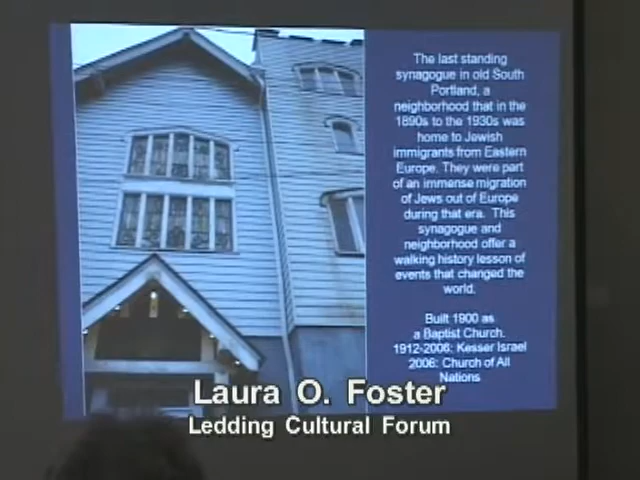 The last standing
synagogue in old South
Portland, a
neighborhood that in the
1890s to the 1930s was
home to Jewish
immigrants from Eastern
Europe. They were part
of an immense migration
of Jews out of Europe
during that era. This
synagogue and
neighborhood offer a
walking history lesson of
events that changed the
world.
Built 1900 as
a Baptist Church.
1912-2006: Kesser Israel
2006: Church of All
Nations
Laura O. Foster
Ledding Cultural Forum